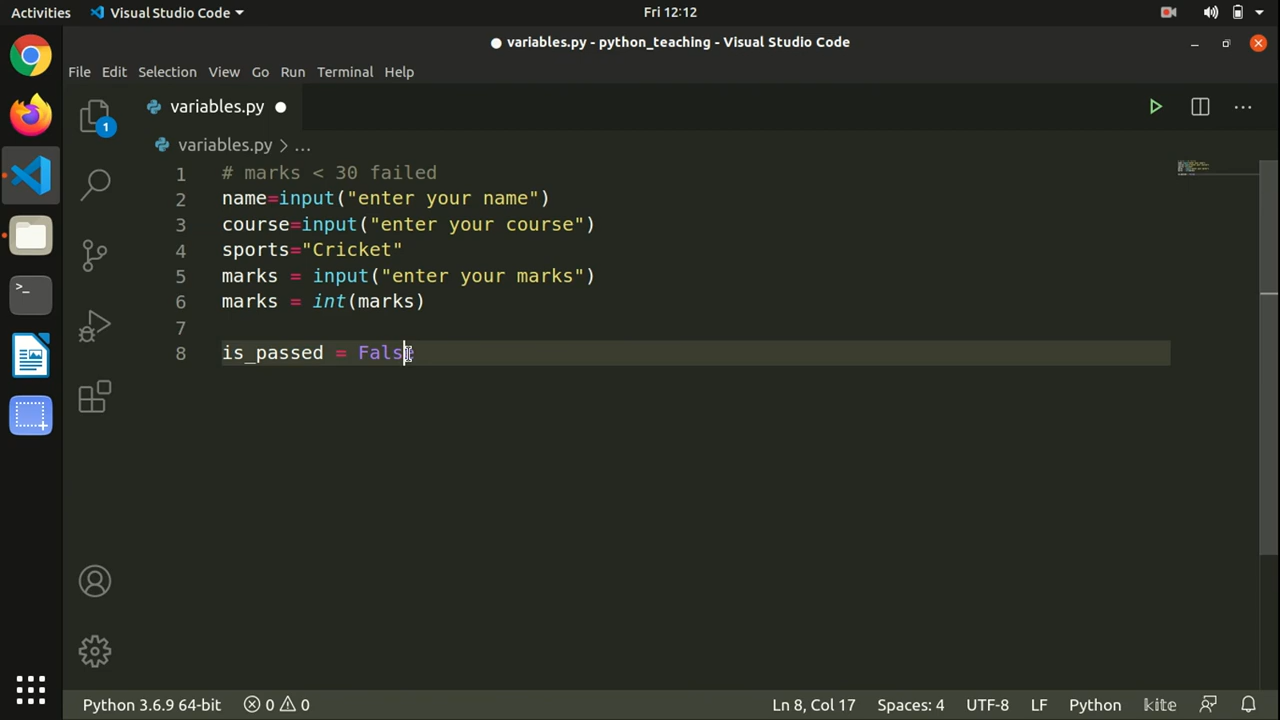 Activities Visual Studio Code Fri 12:12
variables.py - python_teaching - Visual Studio Code
File Edit Selection View Go Run Terminal Help
variables.py
1
variables.py > ...
1 # marks < 30 failed
2 name=input("enter your name")
3 course=input("enter your course")
4 sports="Cricket"
5 marks = input("enter your marks")
6 marks = int(marks)
7
8 is_passed = False
Python 3.6.9 64-bit 0 0 Ln 8, Col 17 Spaces: 4 UTF-8 LF Python kite